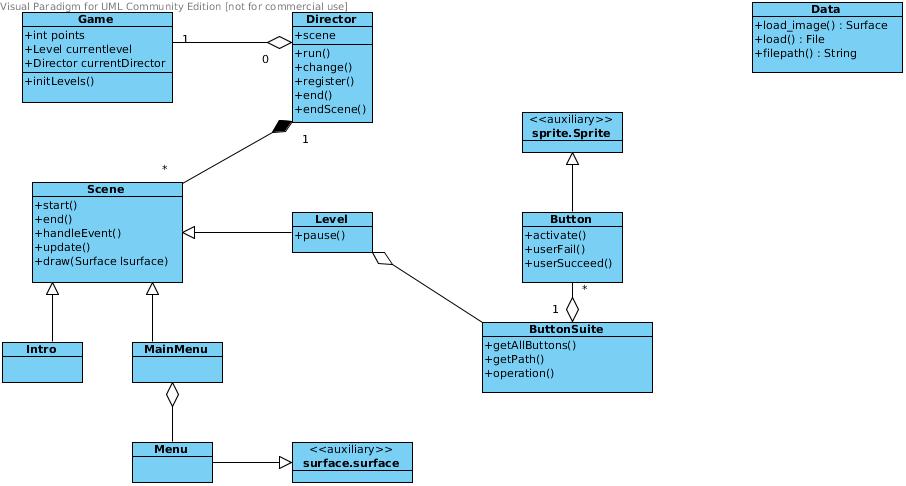 Visual Paradigm for UML Community Edition [not for commercial use]
Game
+int points
+Level currentlevel
+Director currentDirector
+initLevels()
1
0
Director
+scene
+run()
+change()
+register()
+end()
+endScene()
1
*
Data
+load_image() : Surface
+load() : File
+filepath() : String
<<auxiliary>>
sprite.Sprite
Scene
+start()
+end()
+handleEvent()
+update()
+draw(Surface lsurface)
Level
+pause()
Button
+activate()
+userFail()
+userSucceed()
*
1
ButtonSuite
+getAllButtons()
+getPath()
+operation()
Intro
MainMenu
Menu
<<auxiliary>>
surface.surface